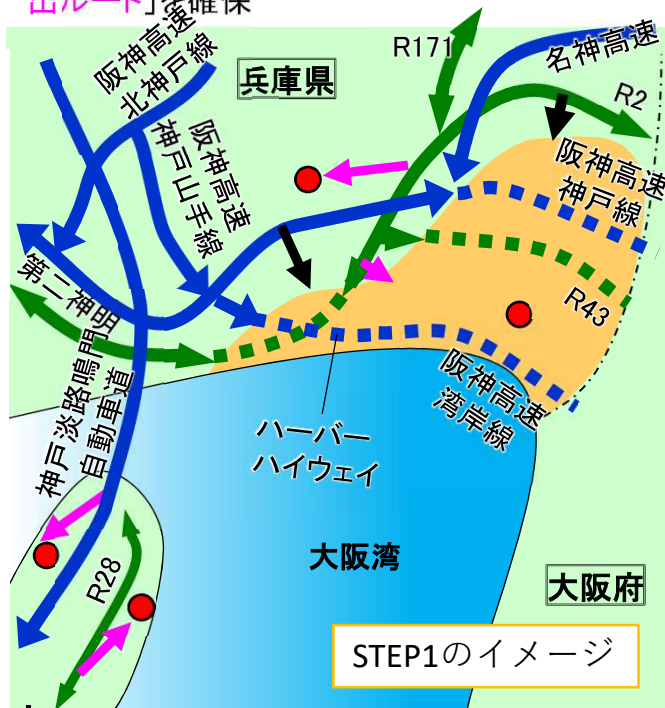 出ルート」を確保
阪神高速
北神戸線
兵庫県
R171
名神高速
R2
阪神高速
神戸山手線
阪神高速
神戸線
第二神明
R43
神戸淡路鳴門
自動車道
ハーバー
ハイウェイ
阪神高速
湾岸線
R28
大阪湾
大阪府
STEP1のイメージ